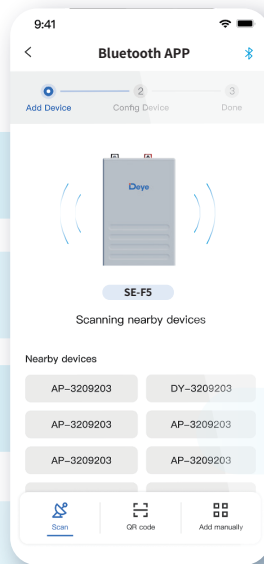 9:41
Bluetooth APP
2 3
Add Device Config Device Done
Deye
SE-F5
Scanning nearby devices
Nearby devices
AP-3209203 DY-3209203
AP-3209203 AP-3209203
AP-3209203 AP-3209203
Scan QR code Add manually